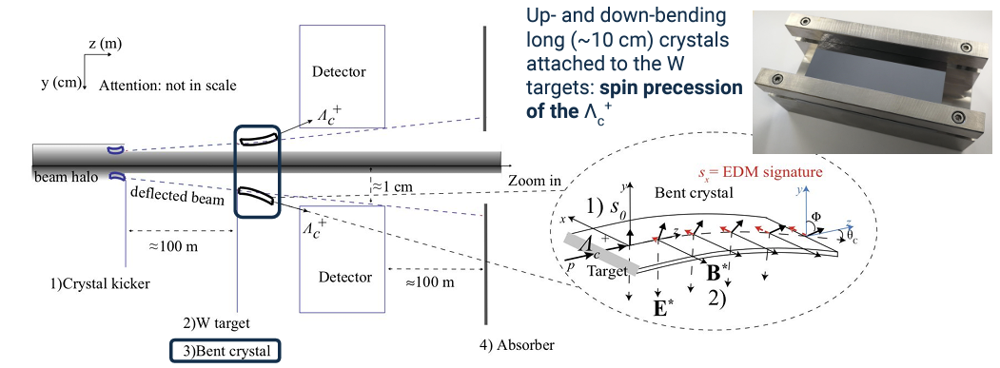 z (m)
y (cm)
Attention: not in scale
beam halo
deflected beam
≈100 m
1)Crystal kicker
2)W target
3)Bent crystal
Detector
Λc+
Λc+
Detector
≈1 cm
≈100 m
4) Absorber
Zoom in
Up- and down-bending
long (~10 cm) crystals
attached to the W
targets: spin precession
of the Λc+
sx= EDM signature
Bent crystal
y
1) s0
x
z
Λc+
p
Target
E*
B*
2)
y
Φ
z
θc